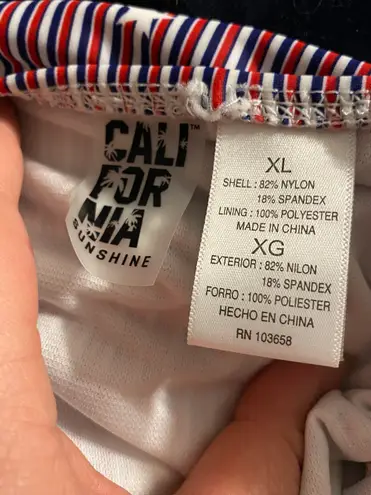 CALI™
FOR
NIA
SUNSHINE
XL
SHELL : 82% NYLON
18% SPANDEX
LINING : 100% POLYESTER
MADE IN CHINA
XG
EXTERIOR : 82% NILON
18% SPANDEX
FORRO : 100% POLIESTER
HECHO EN CHINA
RN 103658